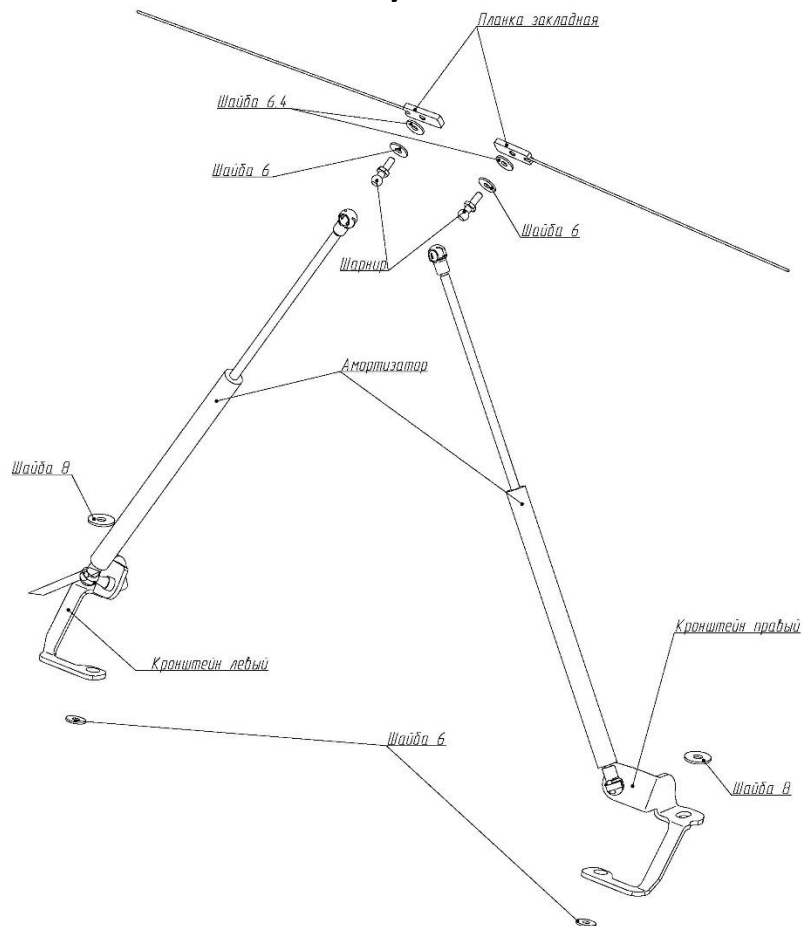 Планка закладная
Шайба 6.4
Шайба 6
Шайба 6
Шарнир
Амортизатор
Шайба 8
Кронштейн правый
Кронштейн левый
Шайба 6
Шайба 8